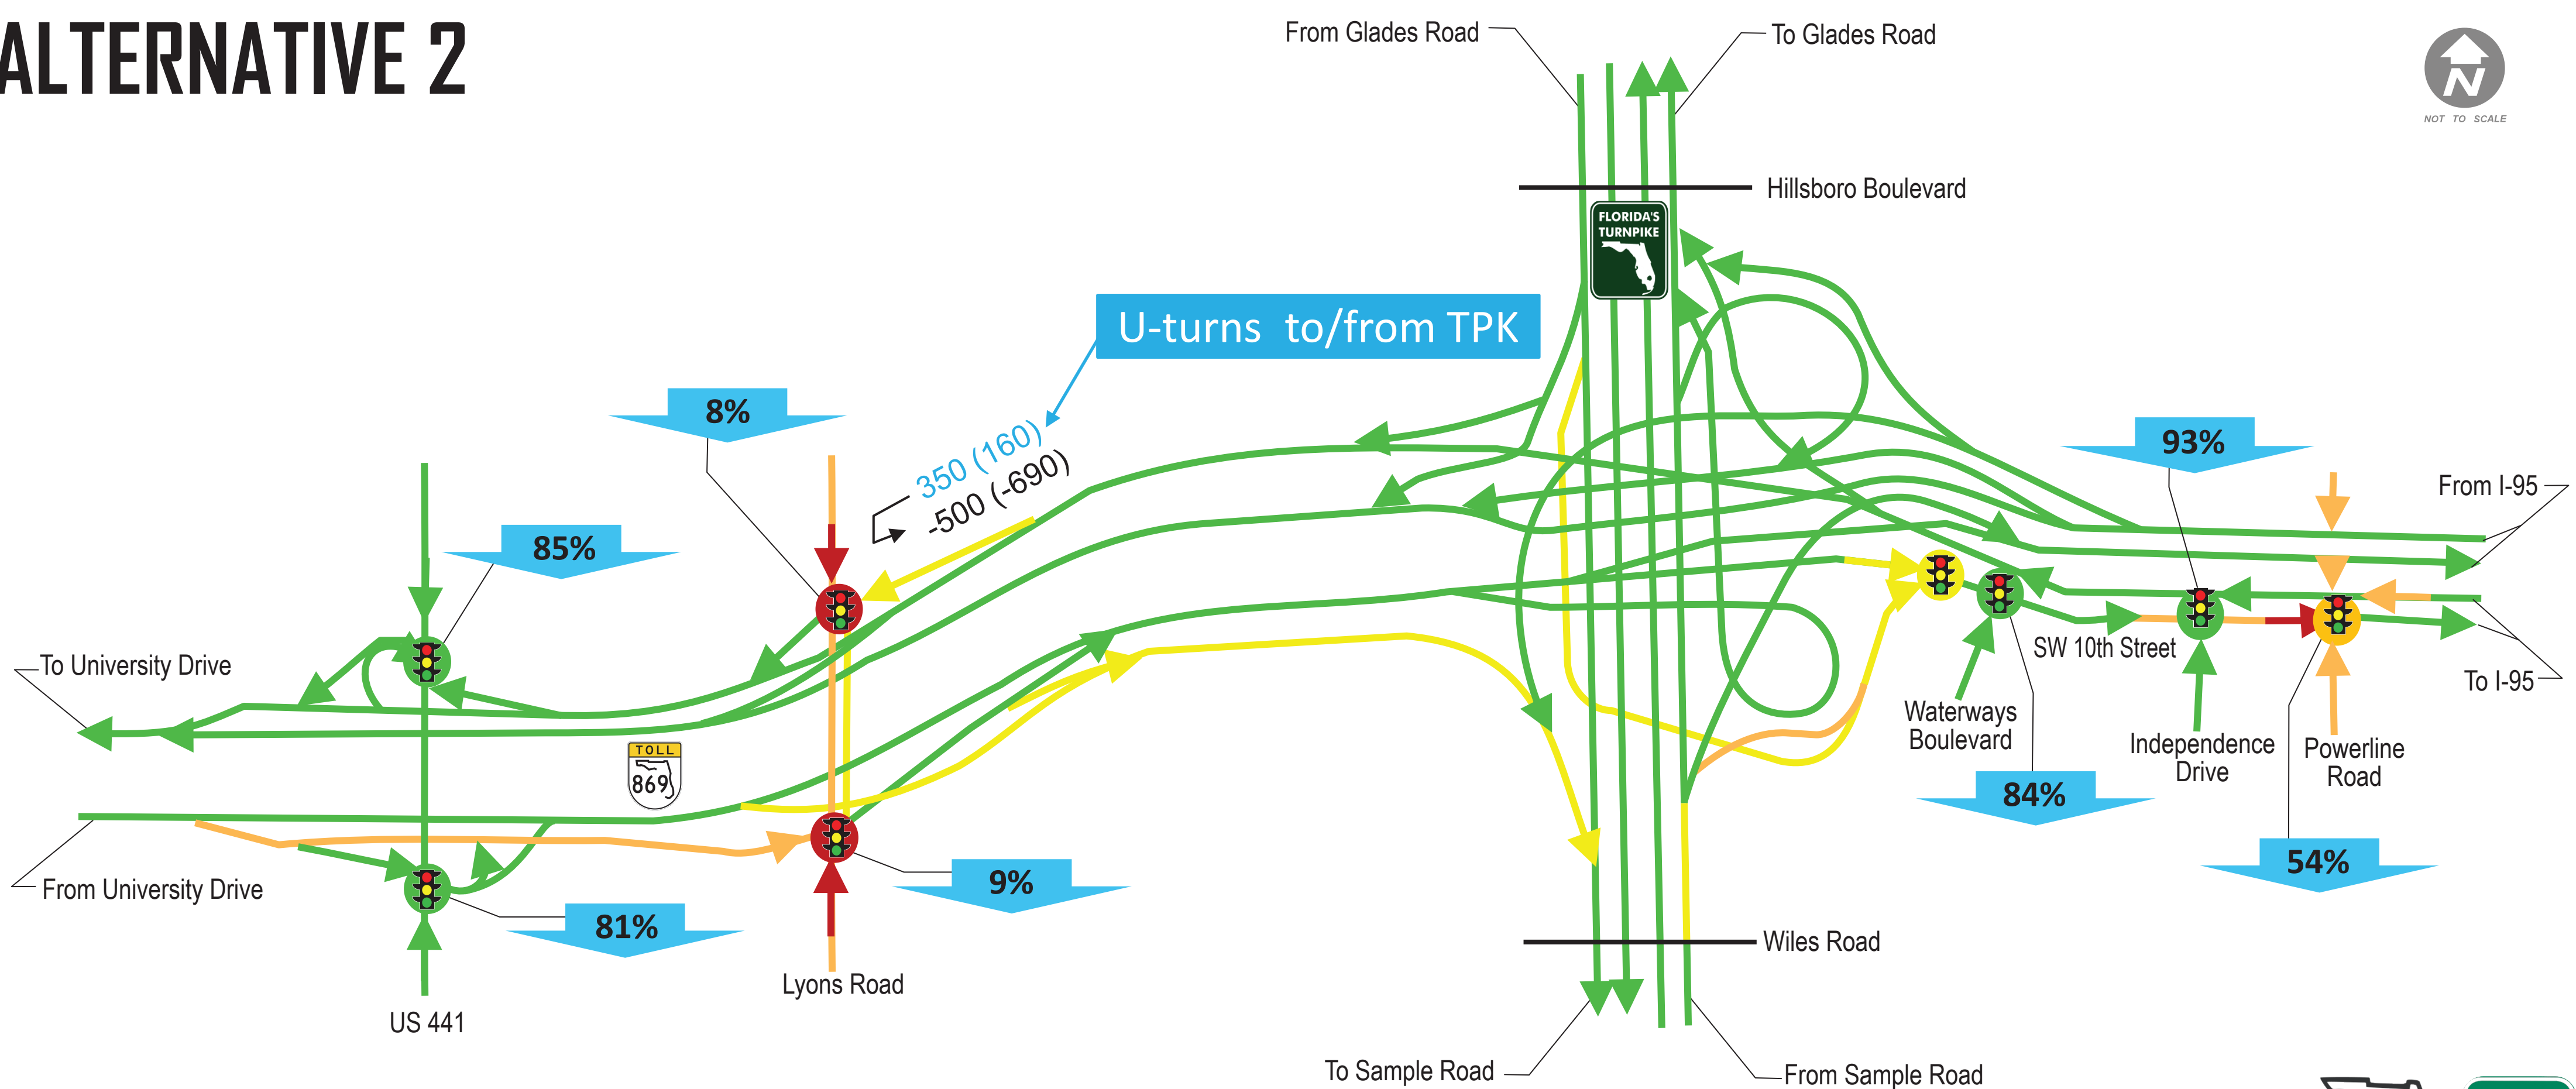 ALTERNATIVE 2
From Glades Road
To Glades Road
N
NOT TO SCALE
Hillsboro Boulevard
FLORIDA'S
TURNPIKE
U-turns to/from TPK
8%
350 (160)
-500 (-690)
93%
From I-95
85%
To University Drive
SW 10th Street
To I-95
Waterways
Boulevard
Independence
Drive
Powerline
Road
TOLL
869
84%
54%
From University Drive
9%
81%
Lyons Road
Wiles Road
US 441
To Sample Road
From Sample Road